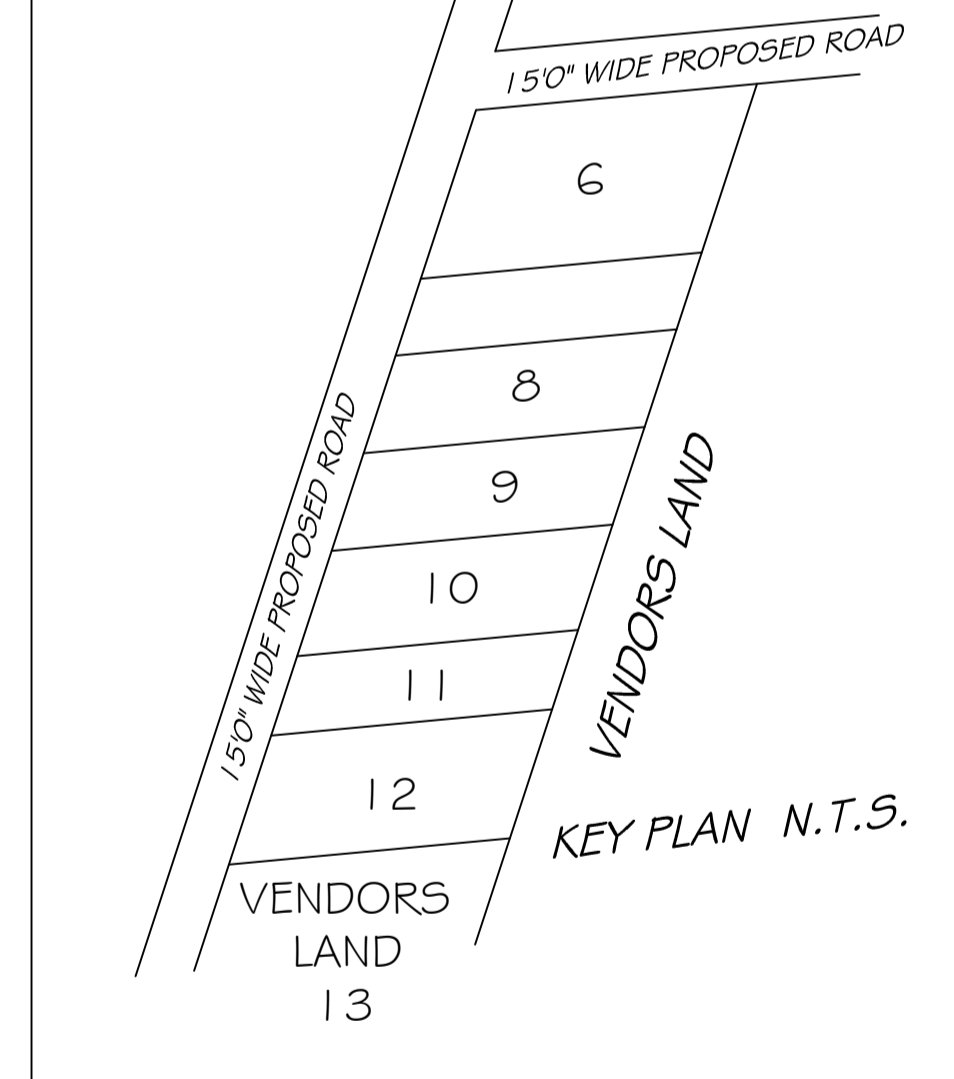 15'0" WIDE PROPOSED ROAD
6
8
9
10
11
12
15'0" WIDE PROPOSED ROAD
VENDORS LAND
KEY PLAN N.T.S.
VENDORS
LAND
13